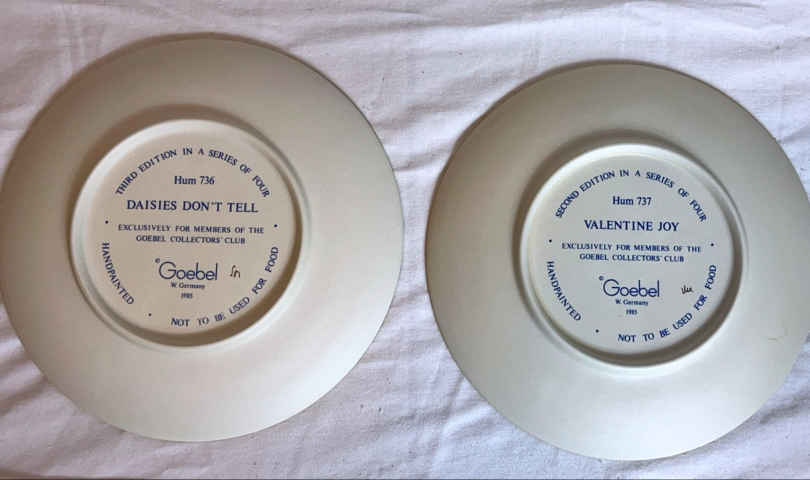 THIRD EDITION IN A SERIES OF FOUR
Hum 736
DAISIES DON'T TELL
EXCLUSIVELY FOR MEMBERS OF THE
GOEBEL COLLECTORS' CLUB
©Goebel
W. Germany
1985
HANDPAINTED
NOT TO BE USED FOR FOOD
SECOND EDITION IN A SERIES OF FOUR
Hum 737
VALENTINE JOY
EXCLUSIVELY FOR MEMBERS OF THE
GOEBEL COLLECTORS' CLUB
©Goebel
W. Germany
1985
HANDPAINTED
NOT TO BE USED FOR FOOD